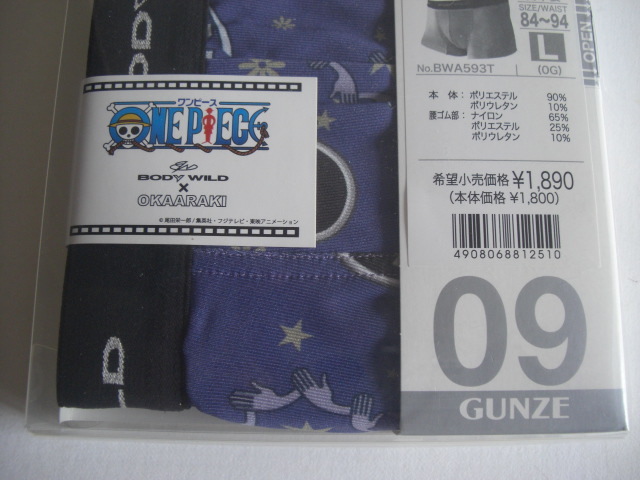 ワンピース
ONE PIECE
BODY WILD
×
OKAARAKI
© 尾田栄一郎/集英社・フジテレビ・東映アニメーション
SIZE/WAIST
84～94
L
No.BWA593T
(OG)
OPEN
本 体: ポリエステル 90%
ポリウレタン 10%
腰ゴム部: ナイロン 65%
ポリエステル 25%
ポリウレタン 10%
希望小売価格 ¥1,890
(本体価格 ¥1,800)
4908068812510
09
GUNZE